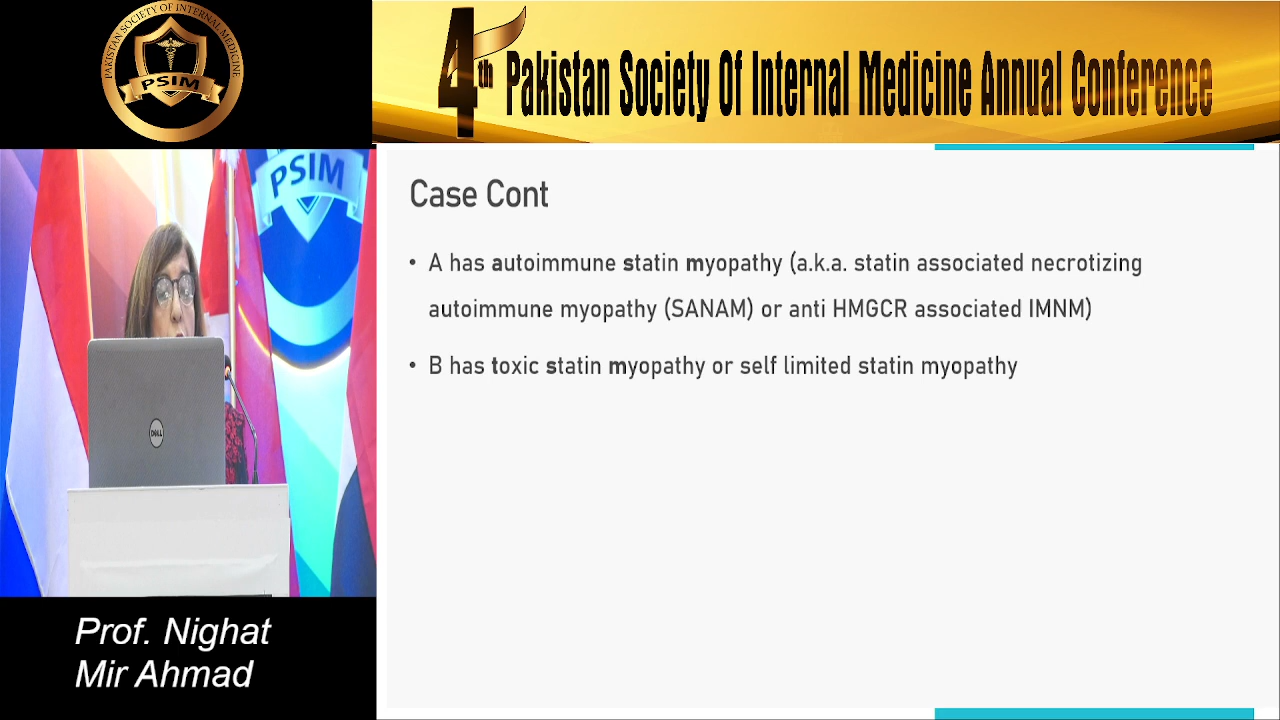 PAKISTAN SOCIETY OF INTERNAL MEDICINE
PSIM
4th Pakistan Society Of Internal Medicine Annual Conference
PSIM
DELL
Prof. Nighat
Mir Ahmad
Case Cont
• A has autoimmune statin myopathy (a.k.a. statin associated necrotizing
autoimmune myopathy (SANAM) or anti HMGCR associated IMNM)
• B has toxic statin myopathy or self limited statin myopathy